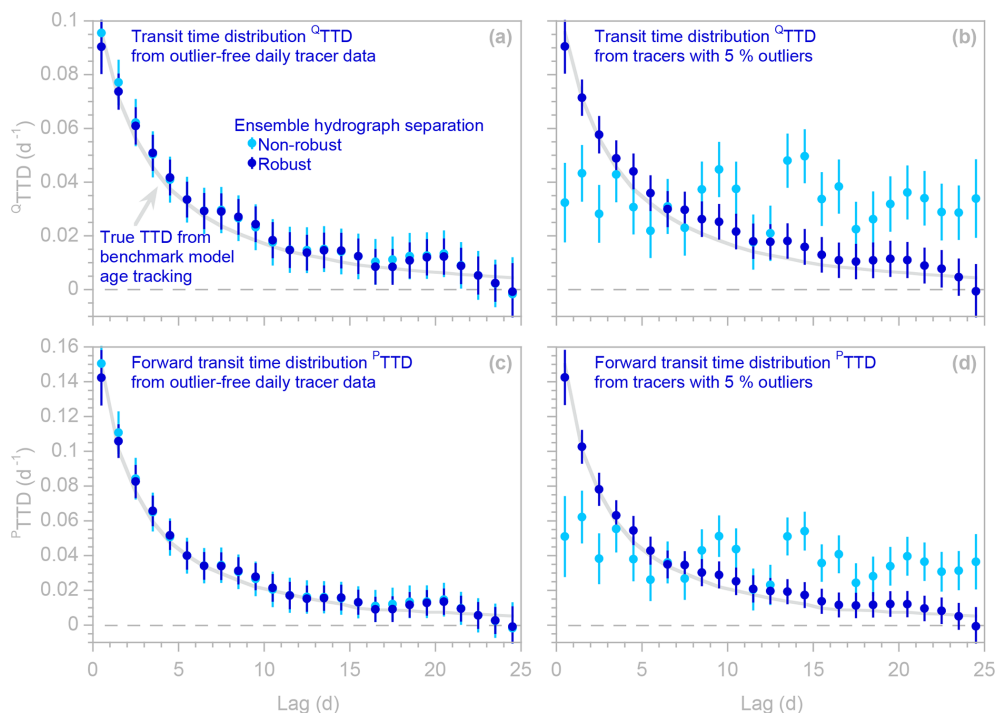 Transit time distribution QTTD
from outlier-free daily tracer data
(a)
Ensemble hydrograph separation
Non-robust
Robust
True TTD from
benchmark model
age tracking
QTTD (d-1)
0.1
0.08
0.06
0.04
0.02
0
Transit time distribution QTTD
from tracers with 5 % outliers
(b)
Forward transit time distribution PTTD
from outlier-free daily tracer data
(c)
PTTD (d-1)
0.16
0.14
0.12
0.1
0.08
0.06
0.04
0.02
0
0 5 10 15 20 25
Lag (d)
Forward transit time distribution PTTD
from tracers with 5 % outliers
(d)
0 5 10 15 20 25
Lag (d)